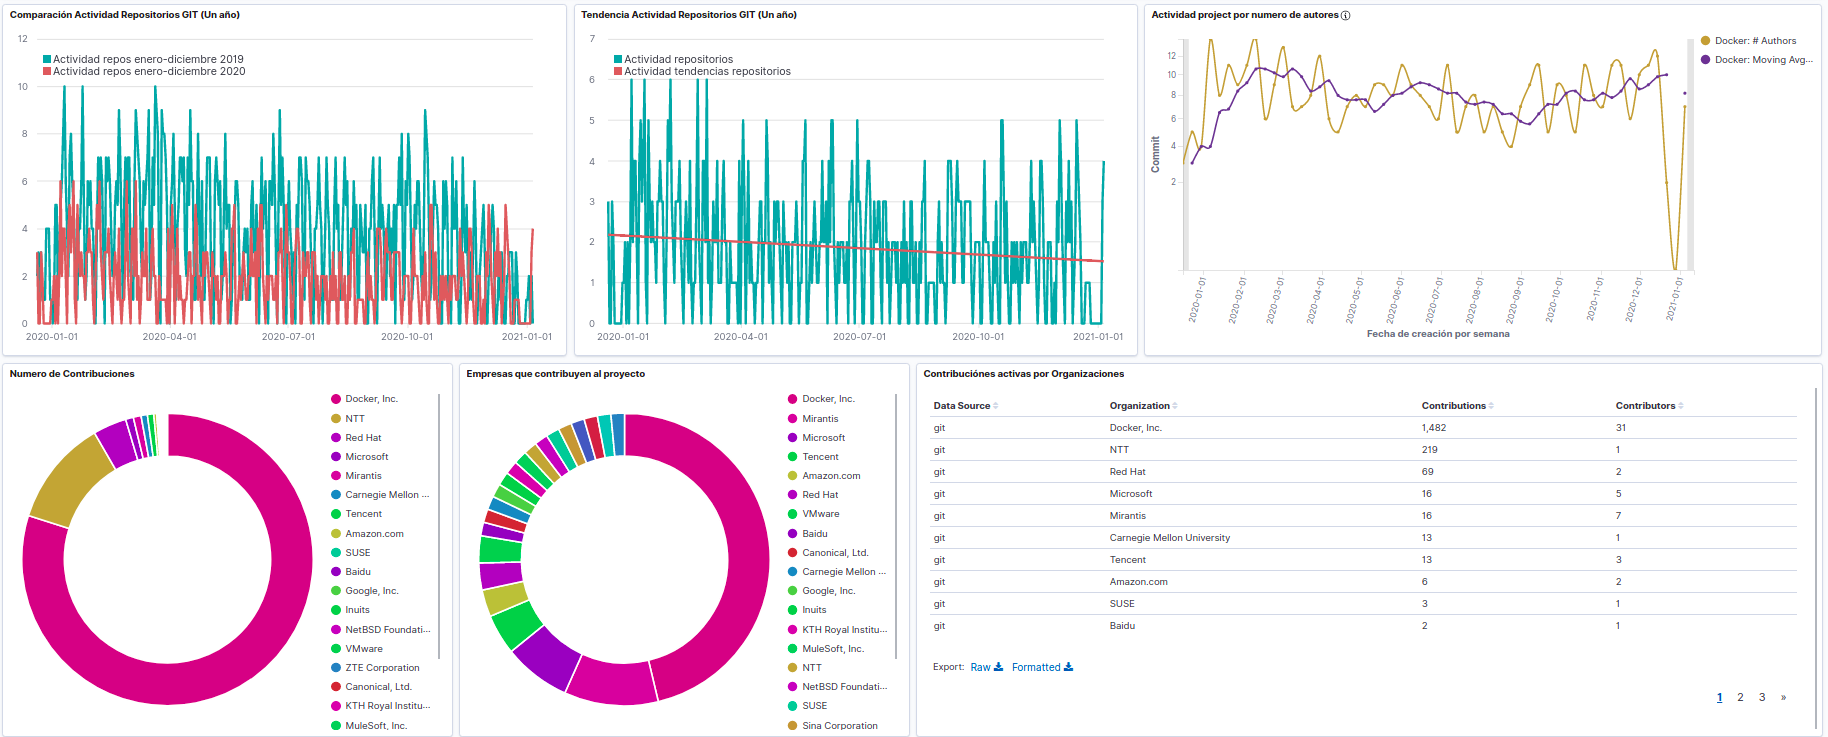 Comparación Actividad Repositorios GIT (Un año)
12
10
8
6
4
2
0
Actividad repos enero-diciembre 2019
Actividad repos enero-diciembre 2020
2020-01-01
2020-04-01
2020-07-01
2020-10-01
2021-01-01
Tendencia Actividad Repositorios GIT (Un año)
7
6
5
4
3
2
1
0
Actividad repositorios
Actividad tendencias repositorios
2020-01-01
2020-04-01
2020-07-01
2020-10-01
2021-01-01
Actividad project por numero de autores
Commit
12
10
8
6
4
2
2020-01-01
2020-02-01
2020-03-01
2020-04-01
2020-05-01
2020-06-01
2020-07-01
2020-08-01
2020-09-01
2020-10-01
2020-11-01
2020-12-01
2021-01-01
Fecha de creación por semana
Docker: # Authors
Docker: Moving Avg...
Numero de Contribuciones
Docker, Inc.
NTT
Red Hat
Microsoft
Mirantis
Carnegie Mellon ...
Tencent
Amazon.com
SUSE
Baidu
Google, Inc.
Inuits
NetBSD Foundati...
VMware
ZTE Corporation
Canonical, Ltd.
KTH Royal Institu...
MuleSoft, Inc.
Empresas que contribuyen al proyecto
Docker, Inc.
Mirantis
Microsoft
Tencent
Amazon.com
Red Hat
VMware
Baidu
Canonical, Ltd.
Carnegie Mellon ...
Google, Inc.
Inuits
KTH Royal Institu...
MuleSoft, Inc.
NTT
NetBSD Foundati...
SUSE
Sina Corporation
Contribuciónes activas por Organizaciones
Data Source Organization Contributions Contributors
git Docker, Inc. 1,482 31
git NTT 219 1
git Red Hat 69 2
git Microsoft 16 5
git Mirantis 16 7
git Carnegie Mellon University 13 1
git Tencent 13 3
git Amazon.com 6 2
git SUSE 3 1
git Baidu 2 1
Export: Raw Formatted
1 2 3 »